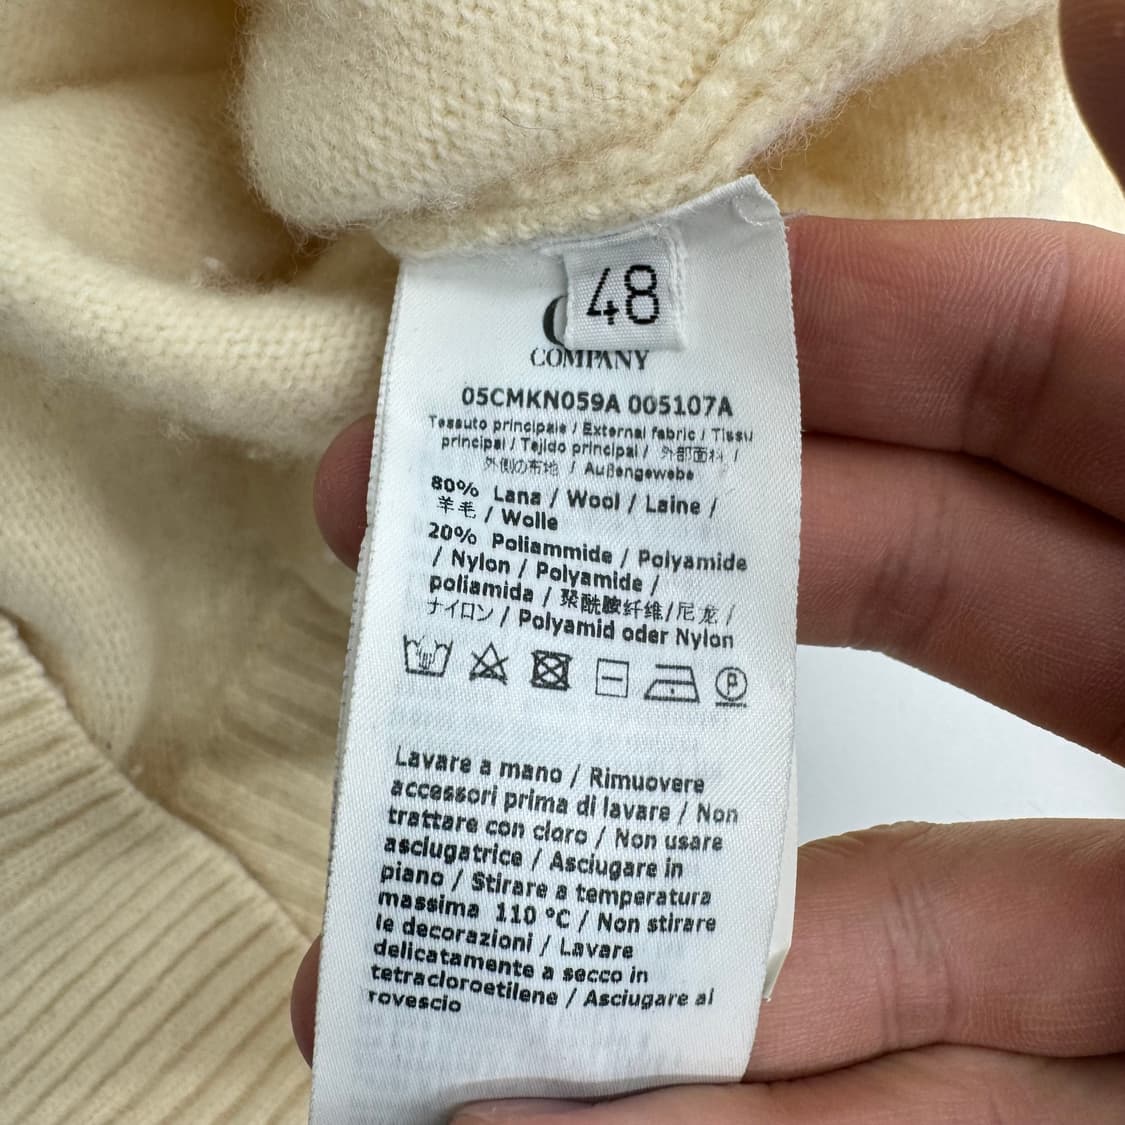 48
COMPANY
05CMKN059A 005107A
Tessuto principale / External fabric / Tissu
principal / Tejido principal / 外部面料 /
外側の布地 / Außengewebe
80% Lana / Wool / Laine /
羊毛 / Wolle
20% Poliammide / Polyamide
/ Nylon / Polyamide /
poliamida / 聚酰胺纤维/尼龙 /
ナイロン / Polyamid oder Nylon
P
Lavare a mano / Rimuovere
accessori prima di lavare / Non
trattare con cloro / Non usare
asciugatrice / Asciugare in
piano / Stirare a temperatura
massima 110 °C / Non stirare
le decorazioni / Lavare
delicatamente a secco in
tetracloroetilene / Asciugare al
rovescio